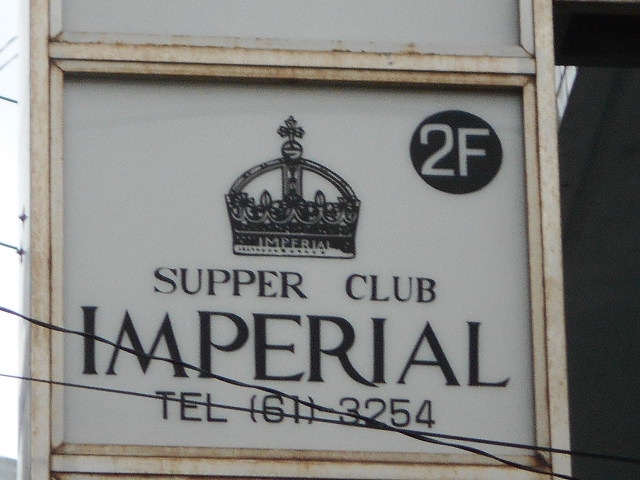 2F
IMPERIAL
SUPPER CLUB
IMPERIAL
TEL (61) 3254